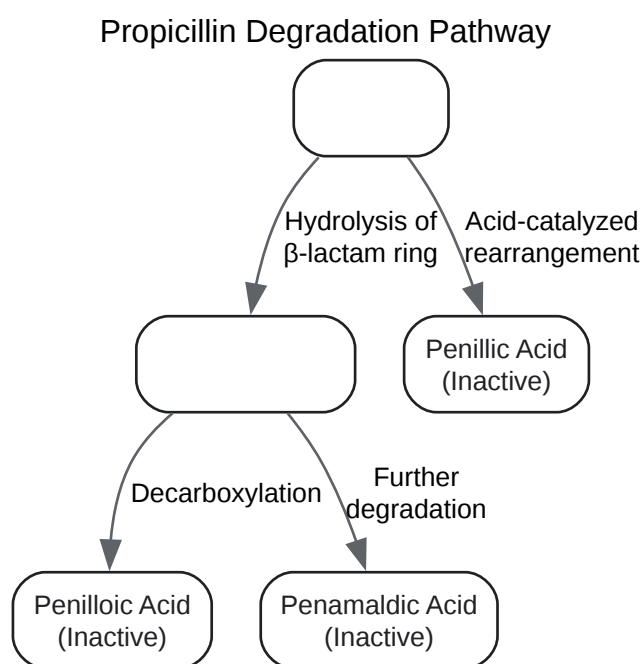 Propicillin Degradation Pathway
Hydrolysis of
β-lactam ring
Acid-catalyzed
rearrangement
Penillic Acid
(Inactive)
Decarboxylation
Further
degradation
Penilloic Acid
(Inactive)
Penamaldic Acid
(Inactive)